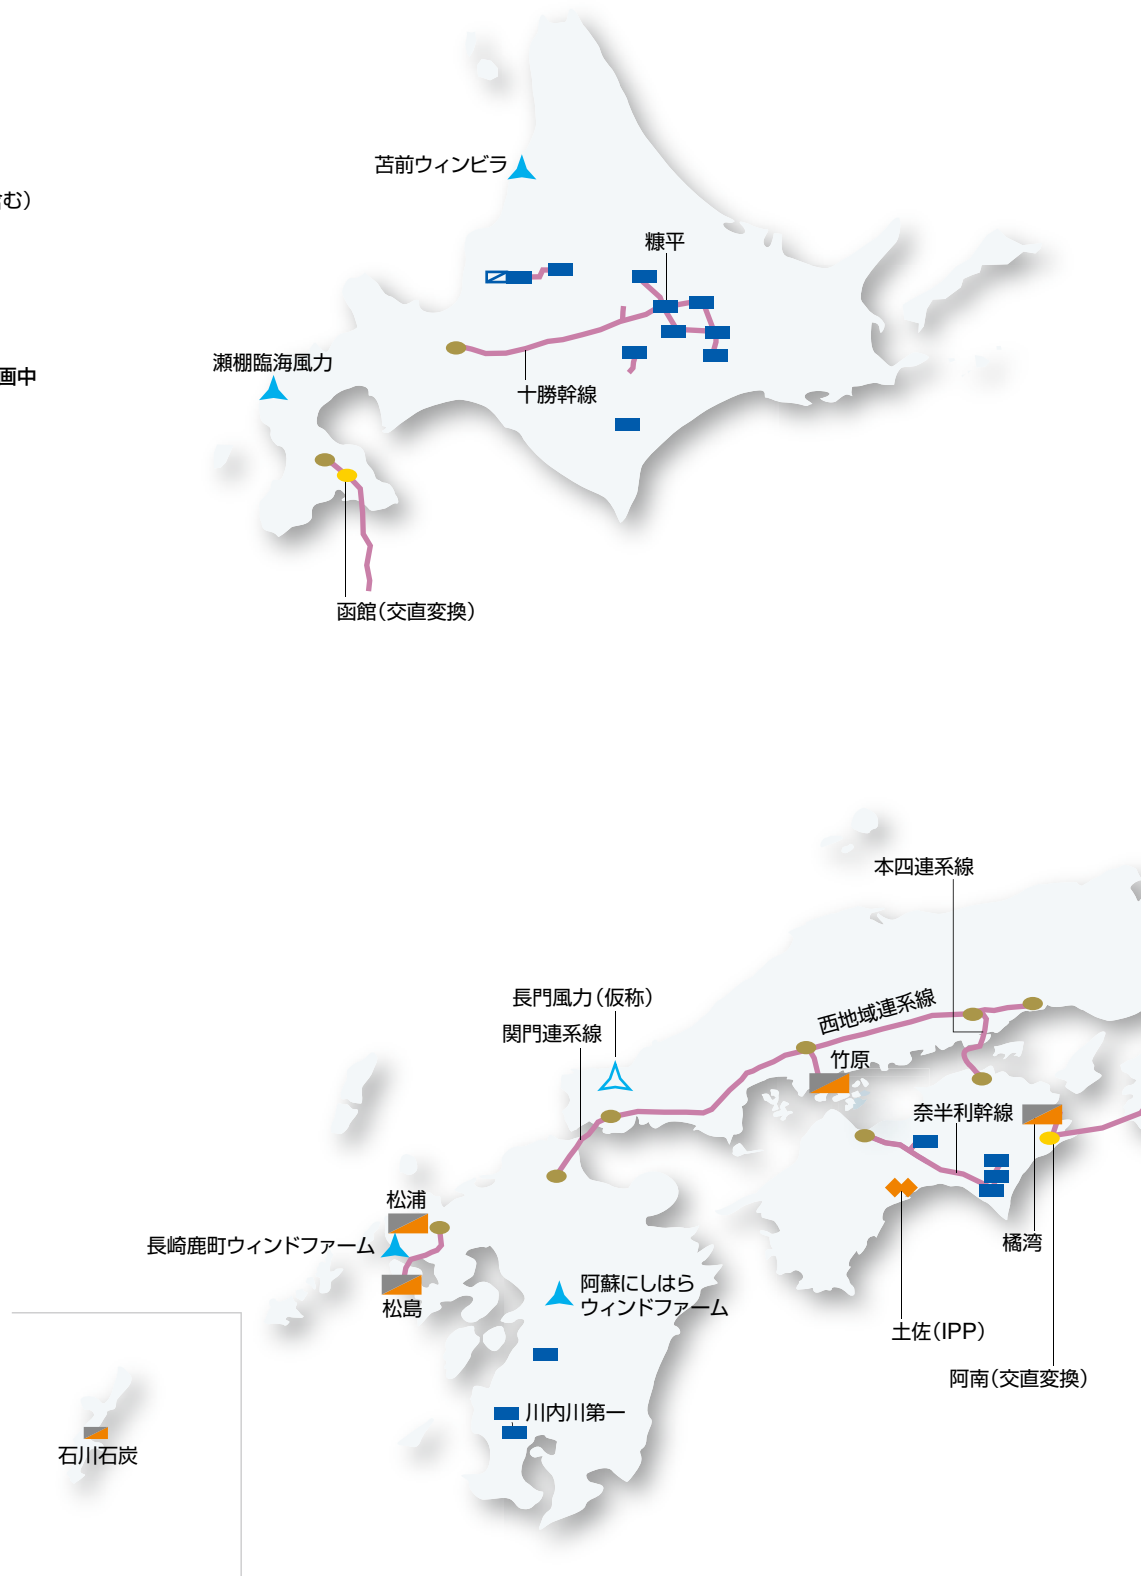 苫前ウィンビラ
含む）
糠平
瀬棚臨海風力
画中
十勝幹線
函館（交直変換）
本四連系線
長門風力（仮称）
西地域連系線
関門連系線
竹原
奈半利幹線
松浦
長崎鹿町ウィンドファーム
橘湾
松島
阿蘇にしはら
ウィンドファーム
土佐（IPP）
阿南（交直変換）
川内川第一
石川石炭